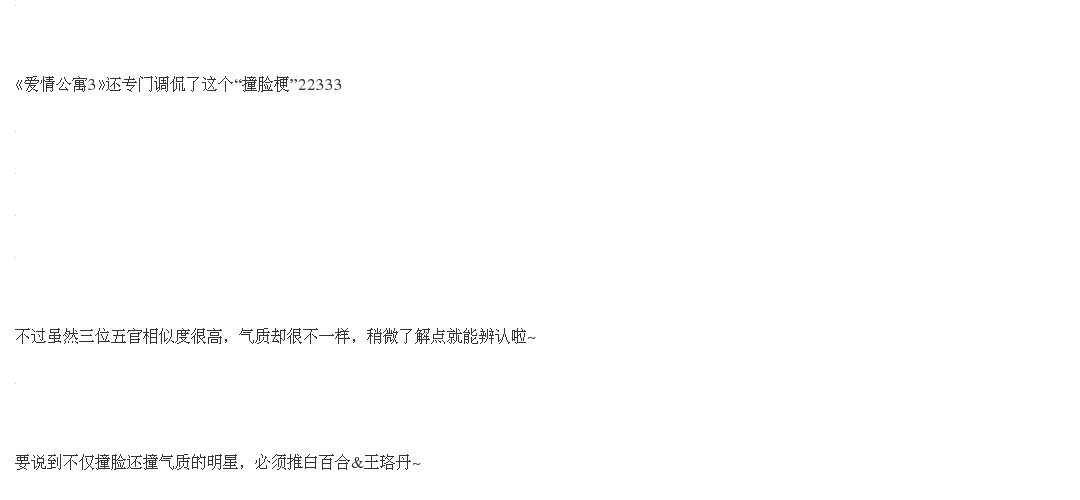 《爱情公寓3》还专门调侃了这个“撞脸梗”22333
不过虽然三位五官相似度很高，气质却很不一样，稍微了解点就能辨认啦~
要说到不仅撞脸还撞气质的明星，必须推白百合&王珞丹~